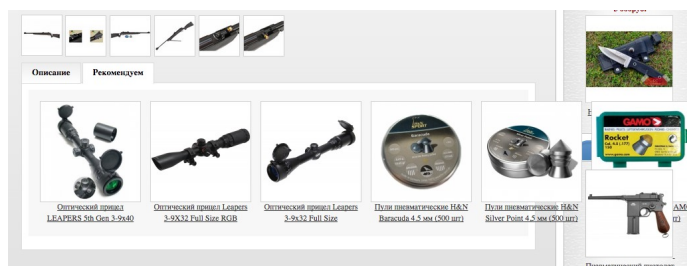 Описание
Рекомендуем
Оптический прицел
LEAPERS 5th Gen 3-9x40
Оптический прицел Leapers
3-9X32 Full Size RGB
Оптический прицел Leapers
3-9x32 Full Size
Пули пневматические H&N
Baracuda 4.5 мм (500 шт)
Пули пневматические H&N
Silver Point 4,5 мм (500 шт)
H&N
SPORT
Baracuda
GAMO
Rocket